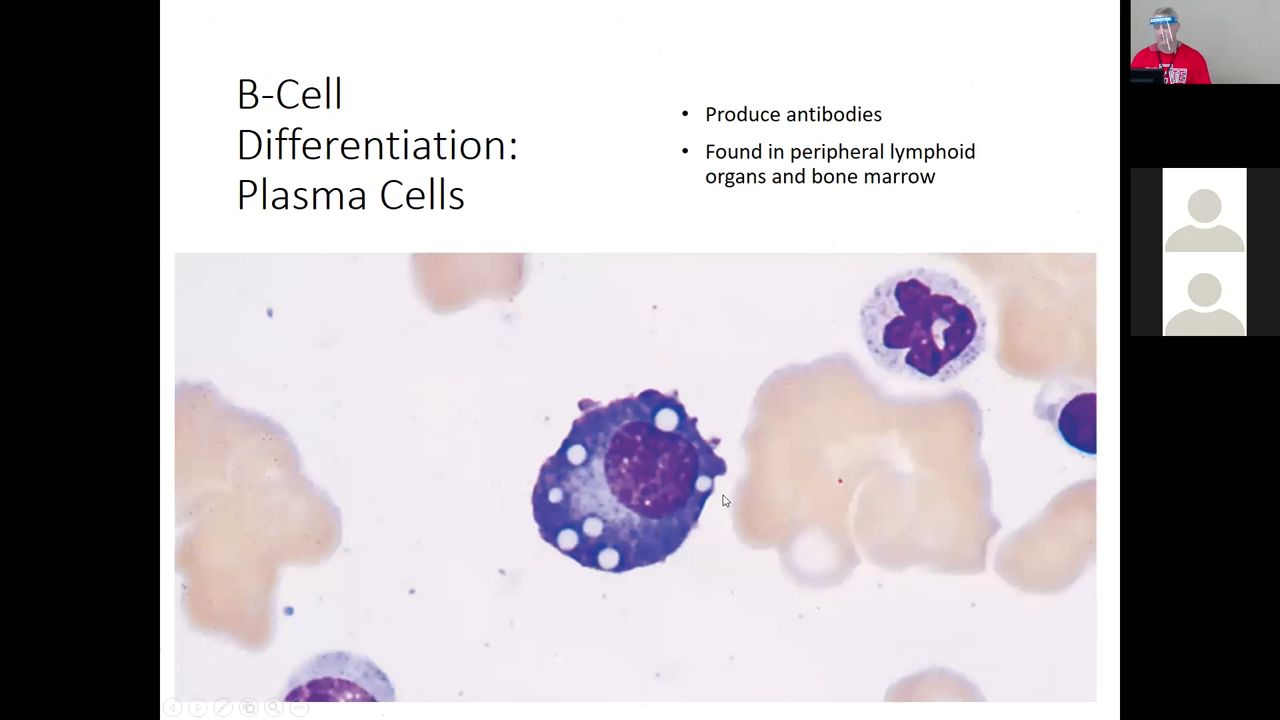 B-Cell
Differentiation:
Plasma Cells
• Produce antibodies
• Found in peripheral lymphoid
organs and bone marrow